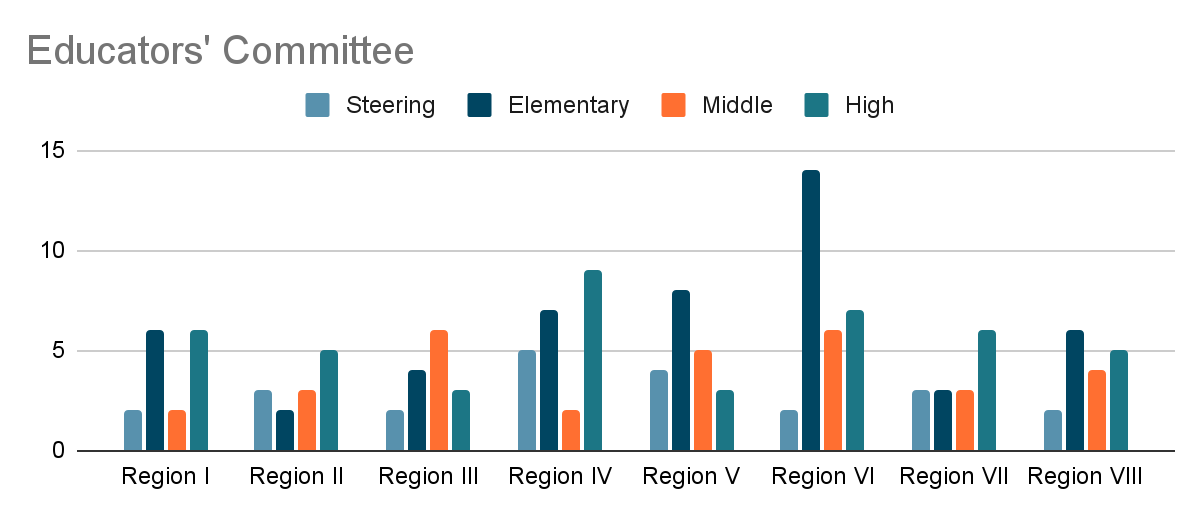 Educators' Committee
Steering Elementary Middle High
15
10
5
0
Region I Region II Region III Region IV Region V Region VI Region VII Region VIII